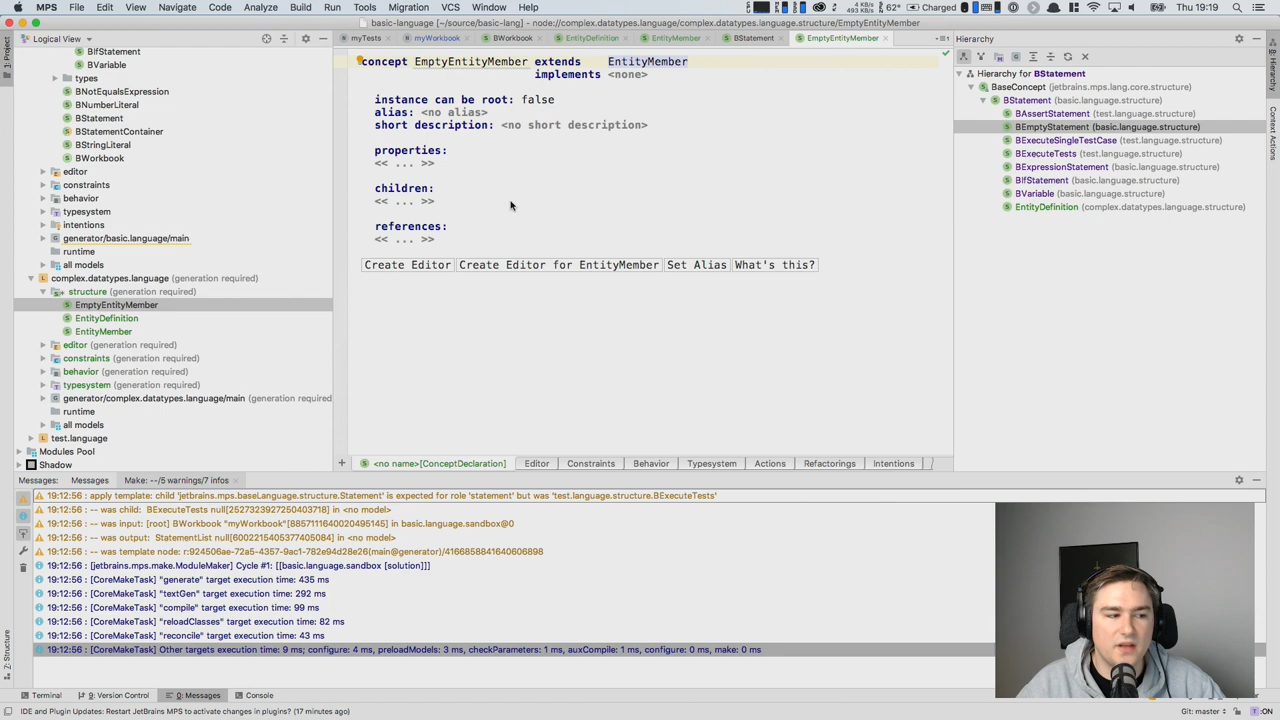 MPS File Edit View Navigate Code Analyze Build Run Tools Migration VCS Window Help
4 KB/s
493 KB/s
62° Charged
Thu 17:19
basic-language [~/source/basic-lang] - node://complex.datatypes.language/complex.datatypes.language.structure/EmptyEntityMember
Logical View
myTests myWorkbook BWorkbook EntityDefinition EntityMember BStatement EmptyEntityMember
Hierarchy
1: Project
BIfStatement
BVariable
types
BNotEqualsExpression
BNumberLiteral
BStatement
BStatementContainer
BStringLiteral
BWorkbook
editor
constraints
behavior
typesystem
intentions
generator/basic.language/main
runtime
all models
complex.datatypes.language (generation required)
structure (generation required)
EmptyEntityMember
EntityDefinition
EntityMember
editor (generation required)
constraints (generation required)
behavior (generation required)
typesystem (generation required)
generator/complex.datatypes.language/main (generation required)
runtime
all models
test.language
Modules Pool
Shadow
concept EmptyEntityMember extends EntityMember
implements <none>
instance can be root: false
alias: <no alias>
short description: <no short description>
properties:
<< ... >>
children:
<< ... >>
references:
<< ... >>
Create Editor Create Editor for EntityMember Set Alias What's this?
<no name>[ConceptDeclaration] Editor Constraints Behavior Typesystem Actions Refactorings Intentions
Hierarchy for BStatement
BaseConcept (jetbrains.mps.lang.core.structure)
BStatement (basic.language.structure)
BAssertStatement (test.language.structure)
BEmptyStatement (basic.language.structure)
BExecuteSingleTestCase (test.language.structure)
BExecuteTests (test.language.structure)
BExpressionStatement (basic.language.structure)
BIfStatement (basic.language.structure)
BVariable (basic.language.structure)
EntityDefinition (complex.datatypes.language.structure)
Hierarchy
Context Actions
Messages: Messages Make: --/5 warnings/7 infos
19:12:56 : apply template: child 'jetbrains.mps.baseLanguage.structure.Statement' is expected for role 'statement' but was 'test.language.structure.BExecuteTests'
19:12:56 : -- was child: BExecuteTests null[2527323927250403718] in <no model>
19:12:56 : -- was input: [root] BWorkbook "myWorkbook"[8857111640020495145] in basic.language.sandbox@0
19:12:56 : -- was output: StatementList null[6002215405377405084] in <no model>
19:12:56 : -- was template node: r:924506ae-72a5-4357-9ac1-782e94d28e26(main@generator)/4166858841640606898
19:12:56 : [jetbrains.mps.make.ModuleMaker] Cycle #1: [[basic.language.sandbox [solution]]]
19:12:56 : [CoreMakeTask] "generate" target execution time: 435 ms
19:12:56 : [CoreMakeTask] "textGen" target execution time: 292 ms
19:12:56 : [CoreMakeTask] "compile" target execution time: 99 ms
19:12:56 : [CoreMakeTask] "reloadClasses" target execution time: 82 ms
19:12:56 : [CoreMakeTask] "reconcile" target execution time: 43 ms
19:12:56 : [CoreMakeTask] Other targets execution time: 9 ms; configure: 4 ms, preloadModels: 3 ms, checkParameters: 1 ms, auxCompile: 1 ms, configure: 0 ms, make: 0 ms
Z: Structure
Terminal 9: Version Control 0: Messages Console
IDE and Plugin Updates: Restart JetBrains MPS to activate changes in plugins? (17 minutes ago)
Git: master
T:ON